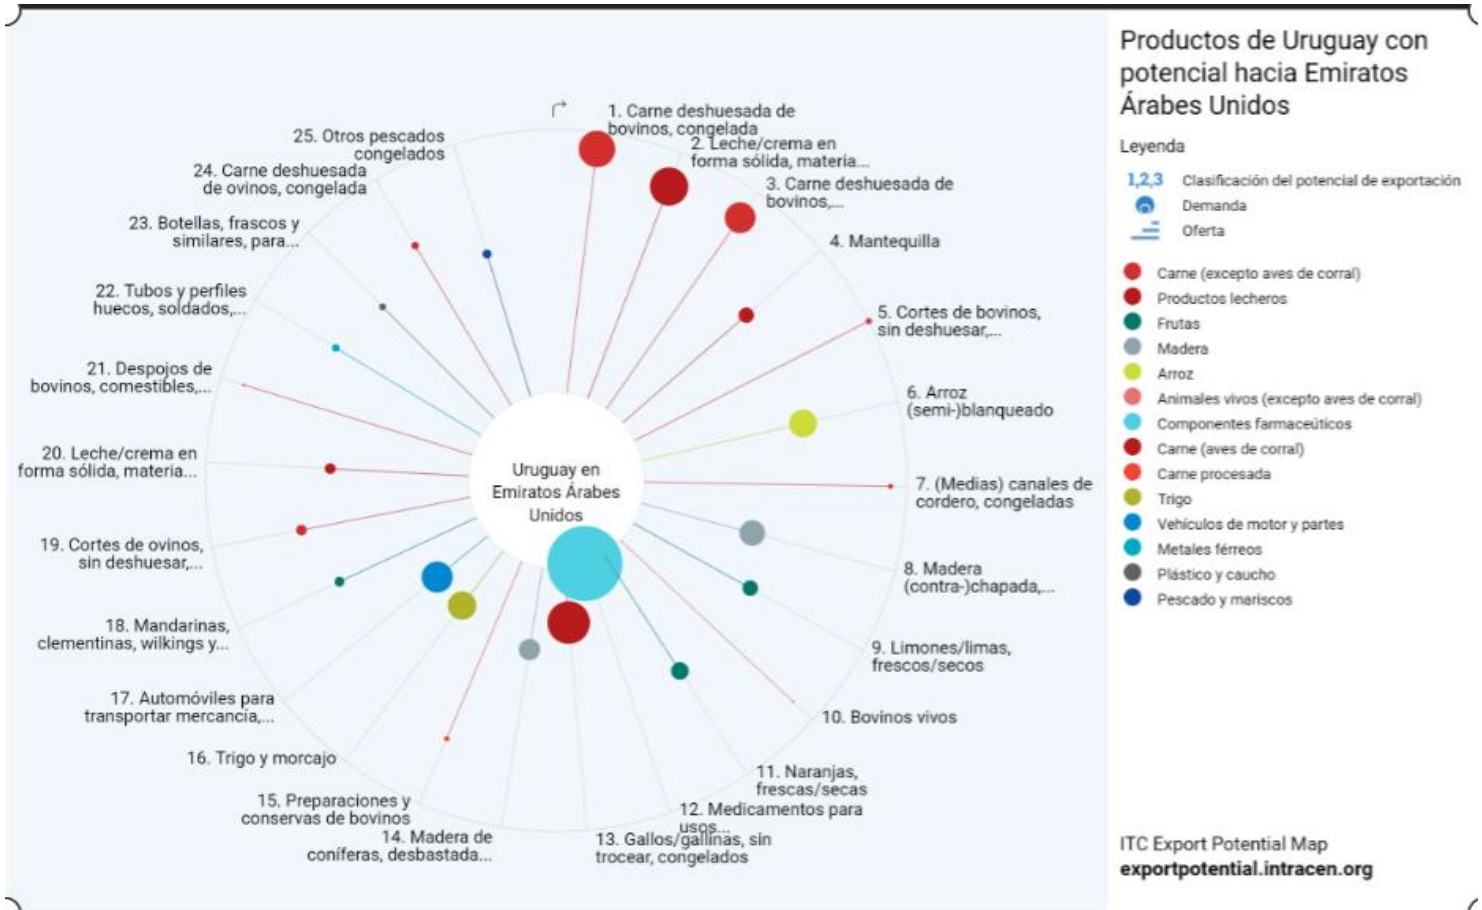 Productos de Uruguay con
potencial hacia Emiratos
Árabes Unidos
Leyenda
1,2,3 Clasificación del potencial de exportación
Demanda
Oferta
Carne (excepto aves de corral)
Productos lecheros
Frutas
Madera
Arroz
Animales vivos (excepto aves de corral)
Componentes farmaceúticos
Carne (aves de corral)
Carne procesada
Trigo
Vehículos de motor y partes
Metales férreos
Plástico y caucho
Pescado y mariscos
ITC Export Potential Map
exportpotential.intracen.org
1. Carne deshuesada de
bovinos, congelada
2. Leche/crema en
forma sólida, materia...
3. Carne deshuesada de
bovinos,...
4. Mantequilla
5. Cortes de bovinos,
sin deshuesar,...
6. Arroz
(semi-)blanqueado
7. (Medias) canales de
cordero, congeladas
8. Madera
(contra-)chapada,...
9. Limones/limas,
frescos/secos
10. Bovinos vivos
11. Naranjas,
frescas/secas
12. Medicamentos para
usos...
13. Gallos/gallinas, sin
trocear, congelados
14. Madera de
coníferas, desbastada...
15. Preparaciones y
conservas de bovinos
16. Trigo y morcajo
17. Automóviles para
transportar mercancía,...
18. Mandarinas,
clementinas, wilkings y...
19. Cortes de ovinos,
sin deshuesar,...
20. Leche/crema en
forma sólida, materia...
21. Despojos de
bovinos, comestibles,...
22. Tubos y perfiles
huecos, soldados,...
23. Botellas, frascos y
similares, para...
24. Carne deshuesada
de ovinos, congelada
25. Otros pescados
congelados
Uruguay en
Emiratos Árabes
Unidos